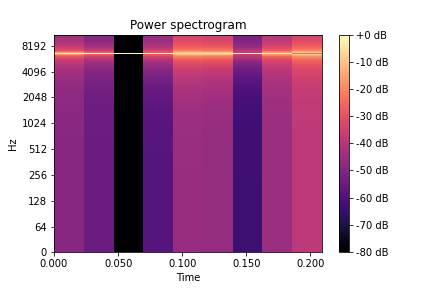 Power spectrogram
8192
4096
2048
1024
512
256
128
64
0
Hz
0.000 0.050 0.100 0.150 0.200
Time
+0 dB
-10 dB
-20 dB
-30 dB
-40 dB
-50 dB
-60 dB
-70 dB
-80 dB